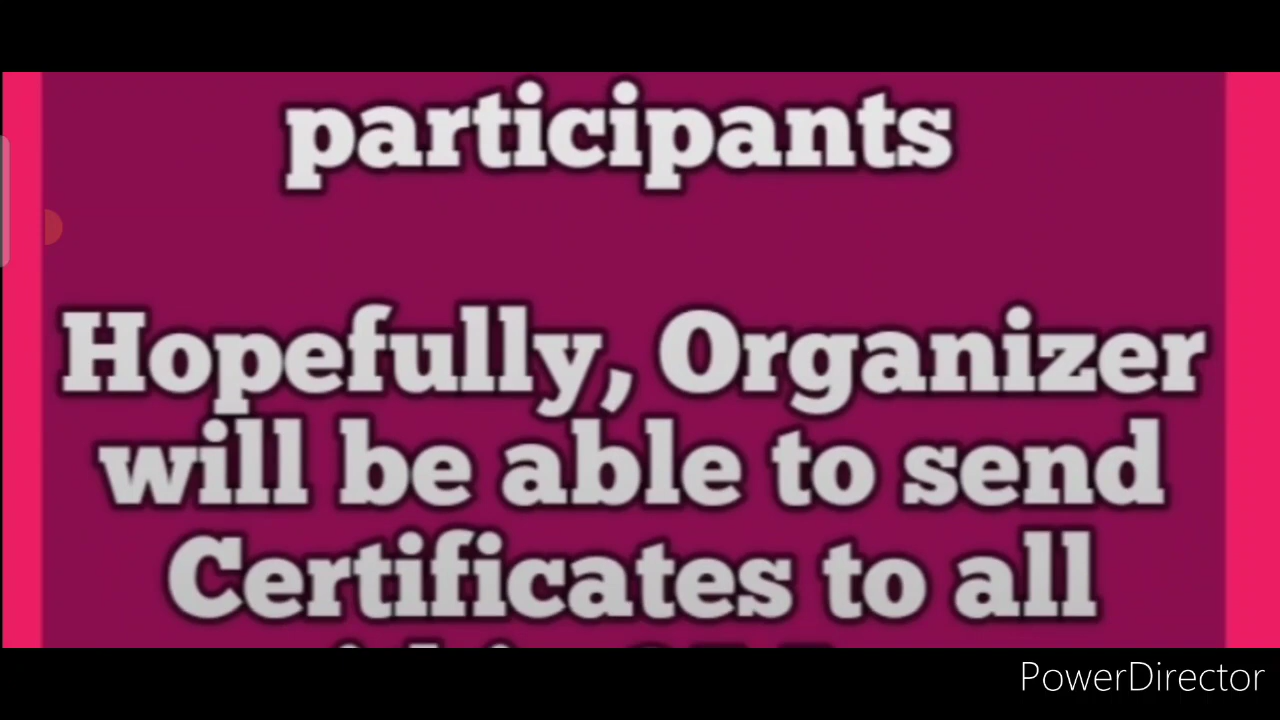 participants
Hopefully, Organizer
will be able to send
Certificates to all
PowerDirector